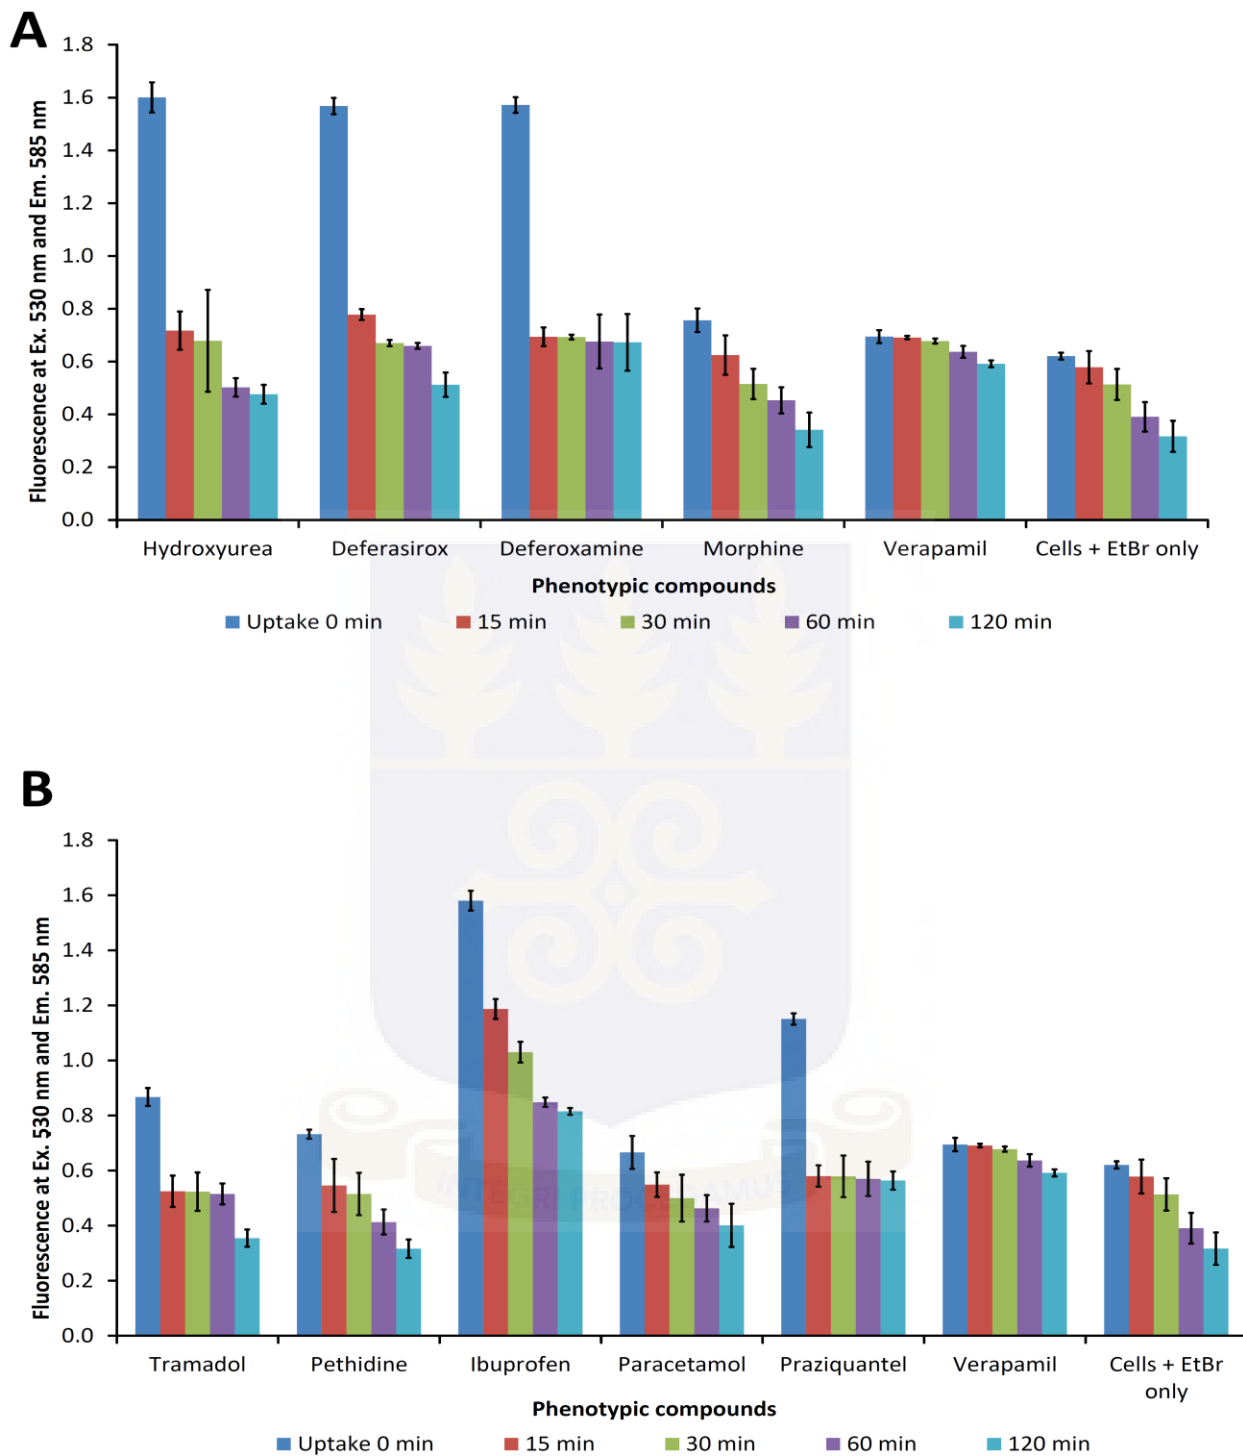 A
1.8
1.6
1.4
1.2
1.0
0.8
0.6
0.4
0.2
0.0
Fluorescence at Ex. 530 nm and Em. 585 nm
Hydroxyurea Deferasirox Deferoxamine Morphine Verapamil Cells + EtBr only
Phenotypic compounds
Uptake 0 min 15 min 30 min 60 min 120 min
B
1.8
1.6
1.4
1.2
1.0
0.8
0.6
0.4
0.2
0.0
Fluorescence at Ex. 530 nm and Em. 585 nm
INTEGRI PROCEDAMUS
Tramadol Pethidine Ibuprofen Paracetamol Praziquantel Verapamil Cells + EtBr
only
Phenotypic compounds
Uptake 0 min 15 min 30 min 60 min 120 min